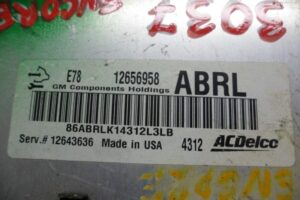 ENCORE 3037
E78 12656958 ABRL
GM Components Holdings
86ABRLK14312L3LB
Serv.# 12643636 Made in USA 4312 ACDelco